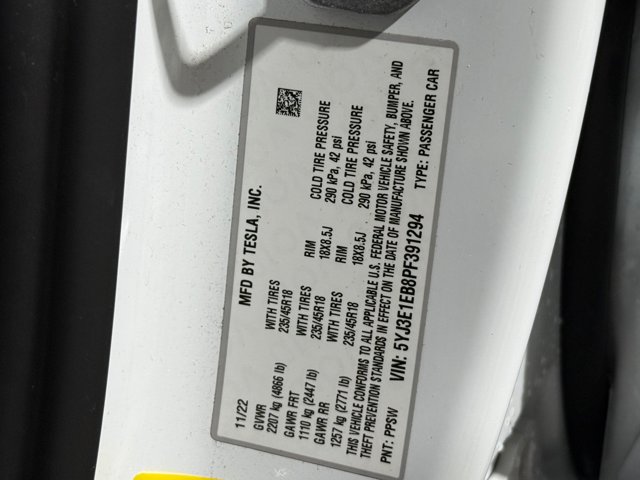 MFD BY TESLA, INC.
11/22
GVWR
2207 kg (4866 lb) WITH TIRES RIM COLD TIRE PRESSURE
GAWR FRT 235/45R18 18X8.5J 290 kPa, 42 psi
1110 kg (2447 lb) WITH TIRES RIM COLD TIRE PRESSURE
GAWR RR 235/45R18 18X8.5J 290 kPa, 42 psi
1257 kg (2771 lb) WITH TIRES
235/45R18
THIS VEHICLE CONFORMS TO ALL APPLICABLE U.S. FEDERAL MOTOR VEHICLE SAFETY, BUMPER, AND
THEFT PREVENTION STANDARDS IN EFFECT ON THE DATE OF MANUFACTURE SHOWN ABOVE.
PNT: PPSW VIN: 5YJ3E1EB8PF391294 TYPE: PASSENGER CAR